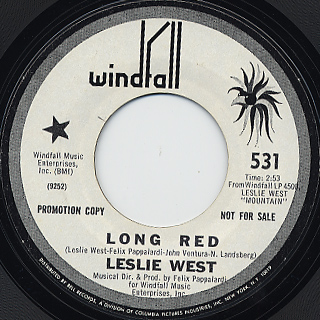 windfall
Windfall Music
Enterprises,
Inc. (BMI)
(9252)
PROMOTION COPY
531
Time: 2:53
From Windfall LP 4500
LESLIE WEST
"MOUNTAIN"
NOT FOR SALE
LONG RED
(Leslie West-Felix Pappalardi-John Ventura-N. Landsberg)
LESLIE WEST
Musical Dir. & Prod. by Felix Pappalardi
for Windfall Music
Enterprises, Inc.
DISTRIBUTED BY BELL RECORDS, A DIVISION OF COLUMBIA PICTURES INDUSTRIES, INC., N.Y., N.Y. 10019